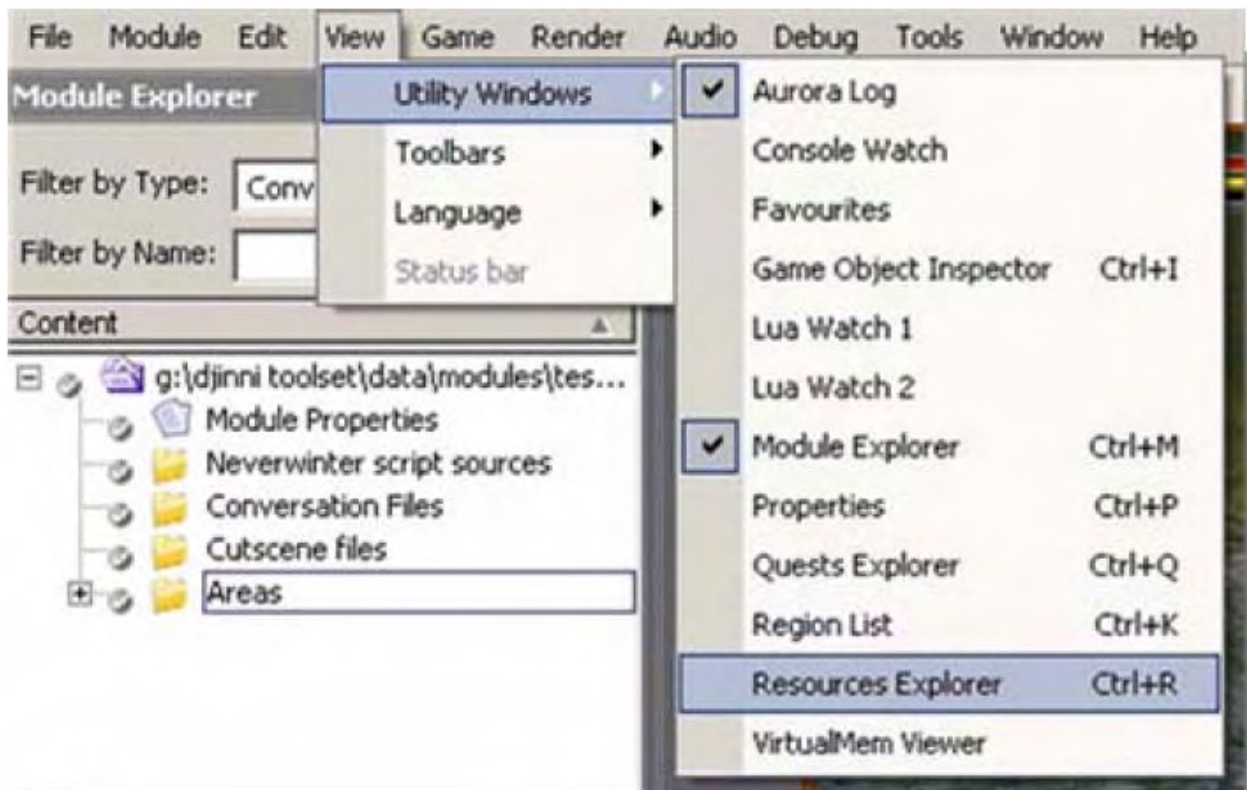 File Module Edit View Game Render Audio Debug Tools Window Help
Module Explorer
Filter by Type: Conv
Filter by Name:
Content
g:\djinni toolset\data\modules\tes...
Module Properties
Neverwinter script sources
Conversation Files
Cutscene files
Areas
Utility Windows
Toolbars
Language
Status bar
Aurora Log
Console Watch
Favourites
Game Object Inspector Ctrl+I
Lua Watch 1
Lua Watch 2
Module Explorer Ctrl+M
Properties Ctrl+P
Quests Explorer Ctrl+Q
Region List Ctrl+K
Resources Explorer Ctrl+R
VirtualMem Viewer